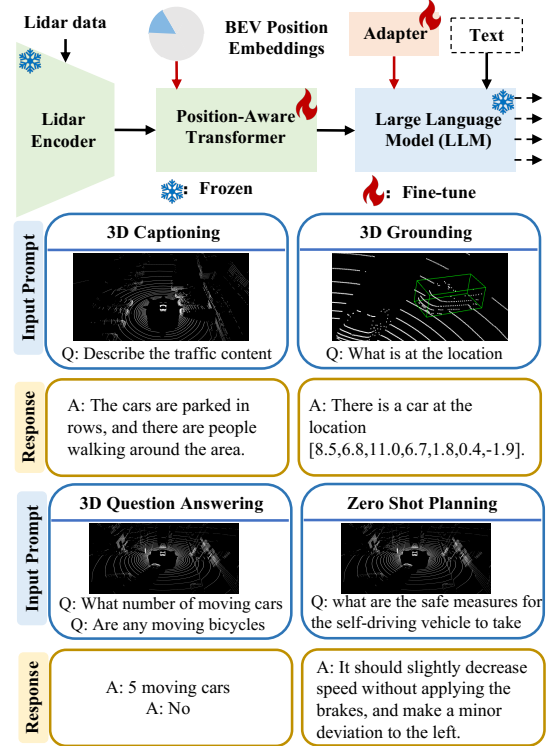 Lidar data
BEV Position
Embeddings
Adapter
Text
Lidar
Encoder
Position-Aware
Transformer
Large Language
Model (LLM)
: Frozen
: Fine-tune
Input Prompt
3D Captioning
Q: Describe the traffic content
3D Grounding
Q: What is at the location
Response
A: The cars are parked in
rows, and there are people
walking around the area.
A: There is a car at the
location
[8.5,6.8,11.0,6.7,1.8,0.4,-1.9].
Input Prompt
3D Question Answering
Q: What number of moving cars
Q: Are any moving bicycles
Zero Shot Planning
Q: what are the safe measures for
the self-driving vehicle to take
Response
A: 5 moving cars
A: No
A: It should slightly decrease
speed without applying the
brakes, and make a minor
deviation to the left.